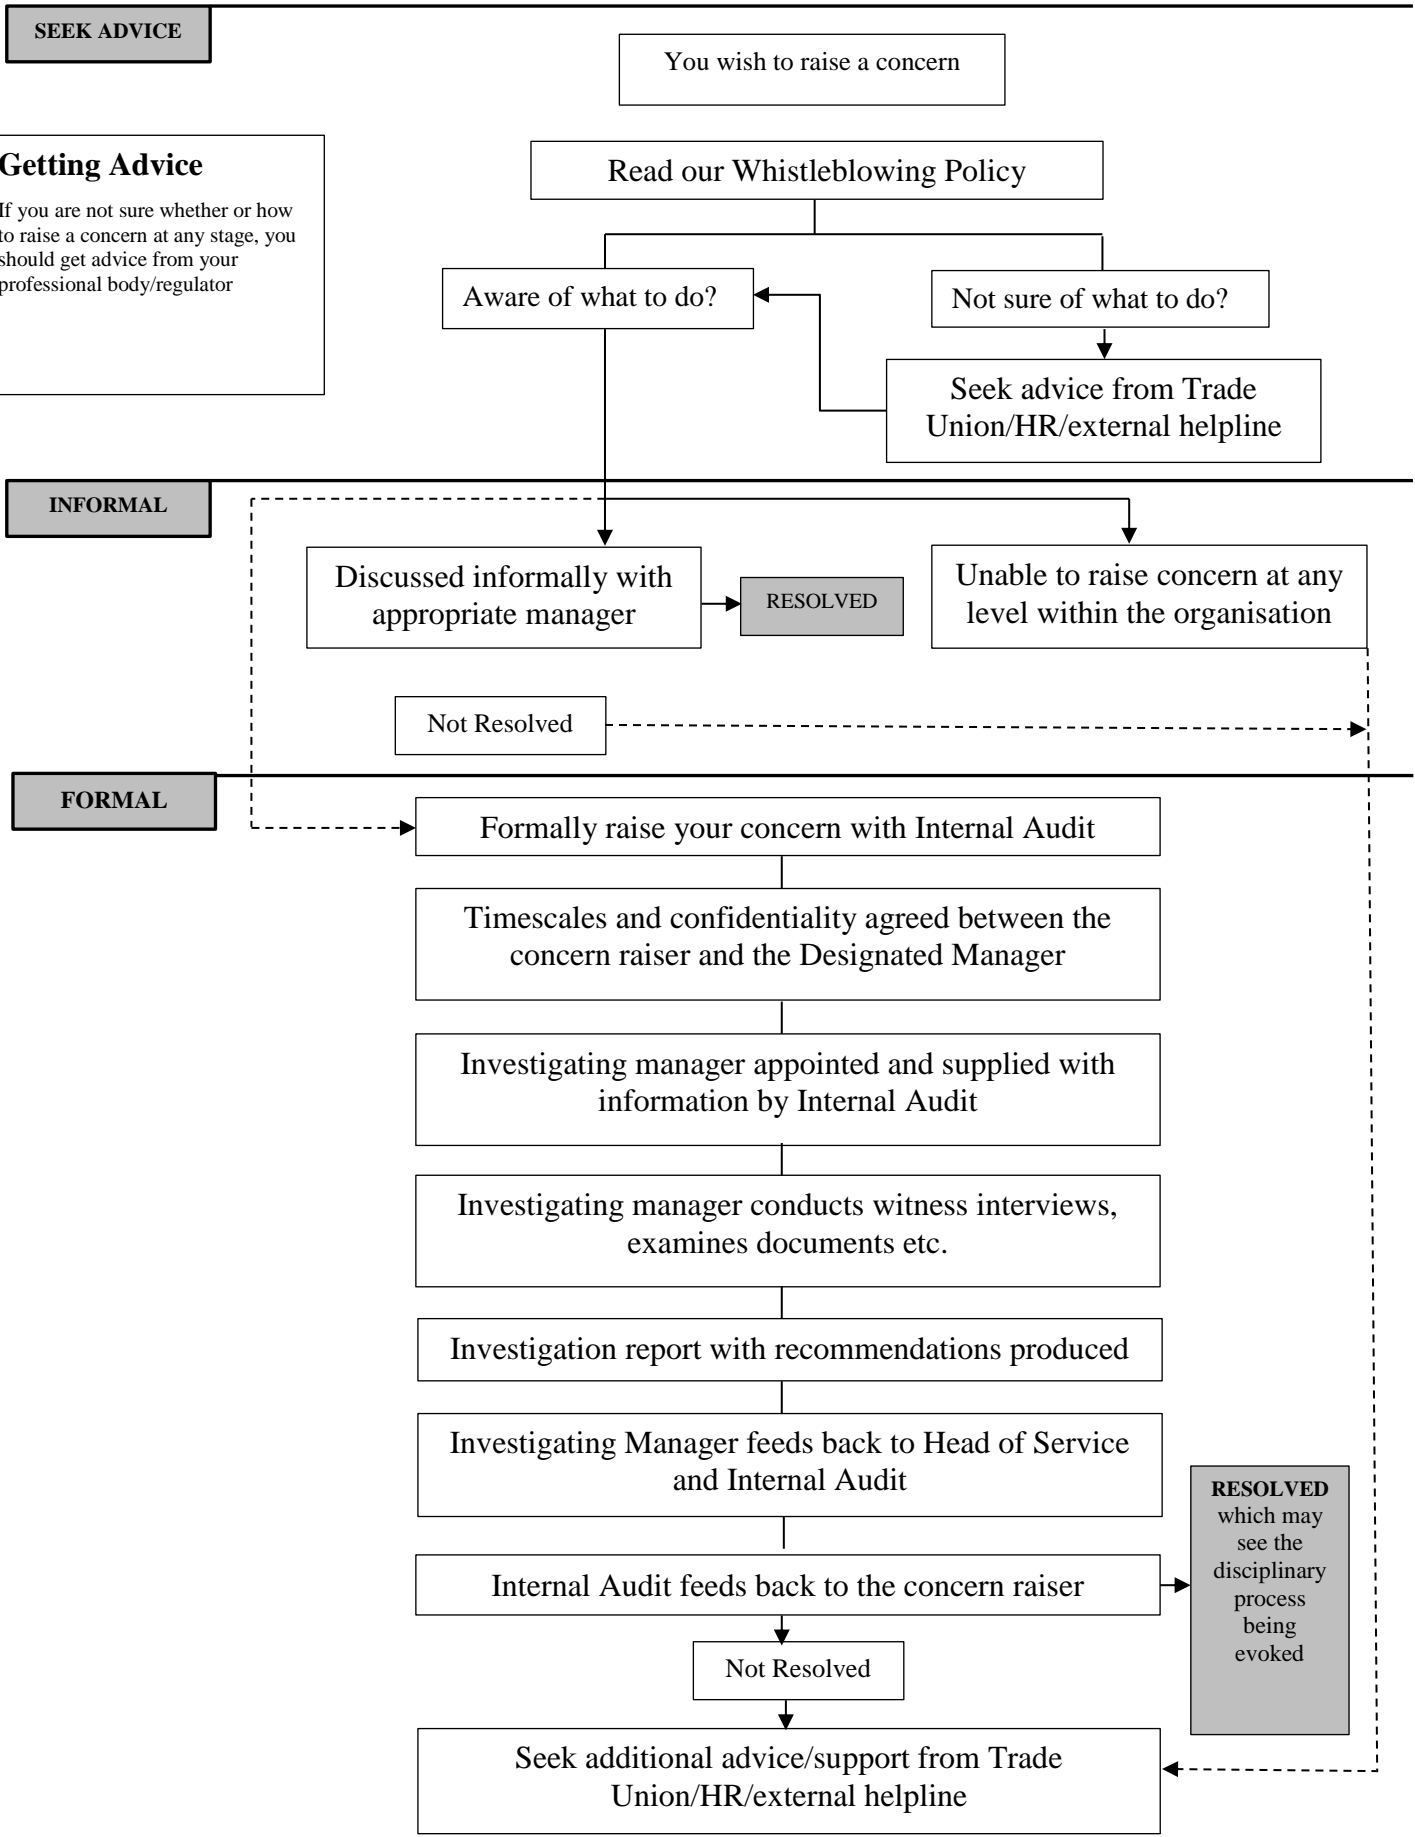 SEEK ADVICE
You wish to raise a concern
Getting Advice
If you are not sure whether or how
to raise a concern at any stage, you
should get advice from your
professional body/regulator
Read our Whistleblowing Policy
Aware of what to do?
Not sure of what to do?
Seek advice from Trade
Union/HR/external helpline
INFORMAL
Discussed informally with
appropriate manager
RESOLVED
Unable to raise concern at any
level within the organisation
Not Resolved
FORMAL
Formally raise your concern with Internal Audit
Timescales and confidentiality agreed between the
concern raiser and the Designated Manager
Investigating manager appointed and supplied with
information by Internal Audit
Investigating manager conducts witness interviews,
examines documents etc.
Investigation report with recommendations produced
Investigating Manager feeds back to Head of Service
and Internal Audit
RESOLVED
which may
see the
disciplinary
process
being
evoked
Internal Audit feeds back to the concern raiser
Not Resolved
Seek additional advice/support from Trade
Union/HR/external helpline